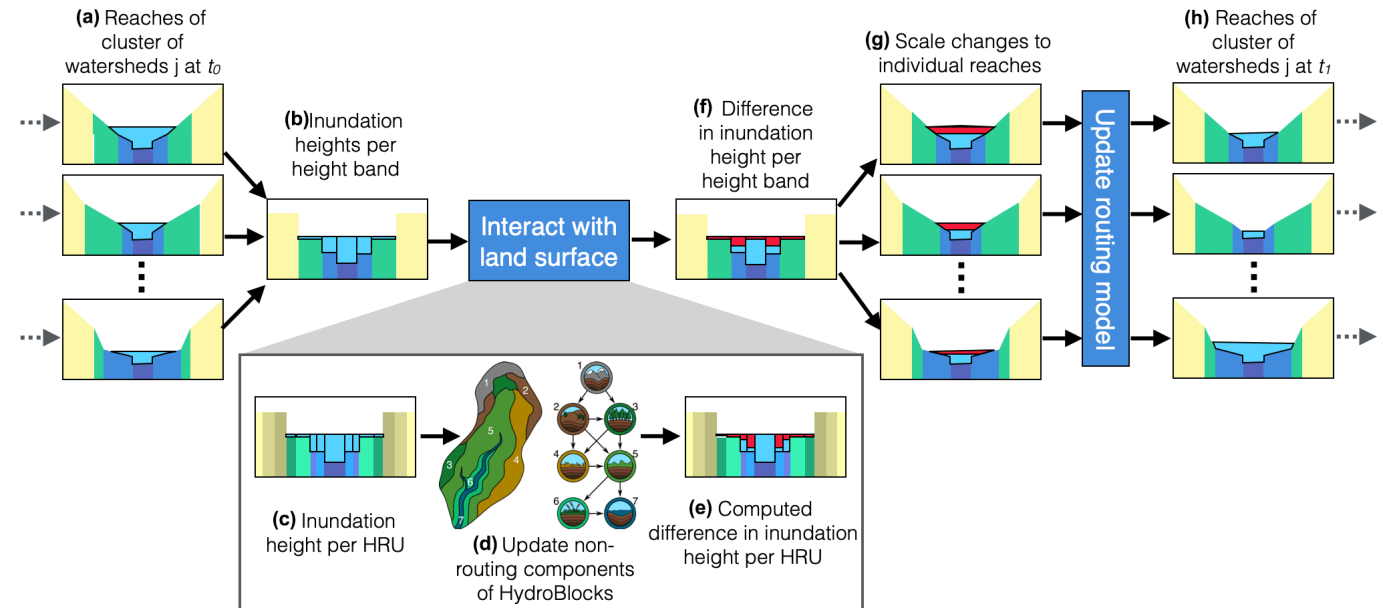 (a) Reaches of
cluster of
watersheds j at t0
(b)Inundation
heights per
height band
Interact with
land surface
(f) Difference
in inundation
height per
height band
(g) Scale changes to
individual reaches
Update routing model
(h) Reaches of
cluster of
watersheds j at t1
(c) Inundation
height per HRU
1
2
5
3
4
6
7
1
2
3
4
5
6
7
(d) Update non-
routing components
of HydroBlocks
(e) Computed
difference in inundation
height per HRU